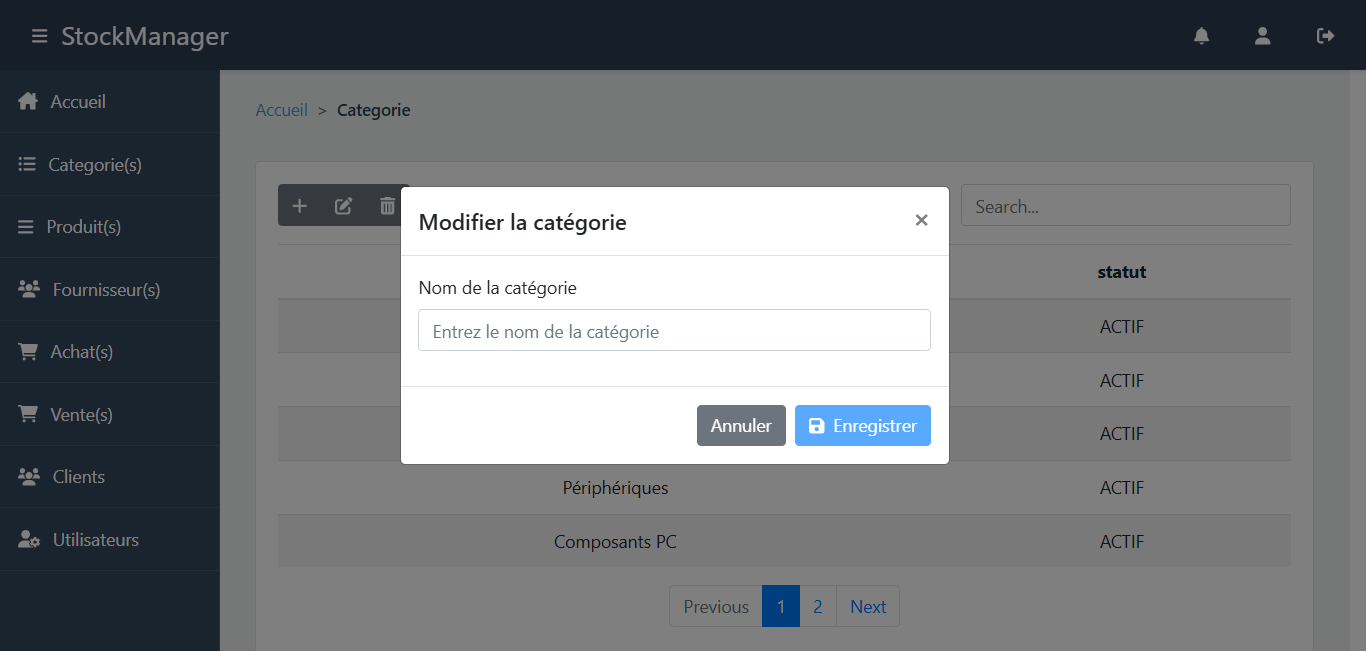 StockManager
Accueil
Categorie(s)
Produit(s)
Fournisseur(s)
Achat(s)
Vente(s)
Clients
Utilisateurs
Accueil > Categorie
Search...
statut
ACTIF
ACTIF
ACTIF
Périphériques ACTIF
Composants PC ACTIF
Previous 1 2 Next
Modifier la catégorie ×
Nom de la catégorie
Entrez le nom de la catégorie
Annuler Enregistrer